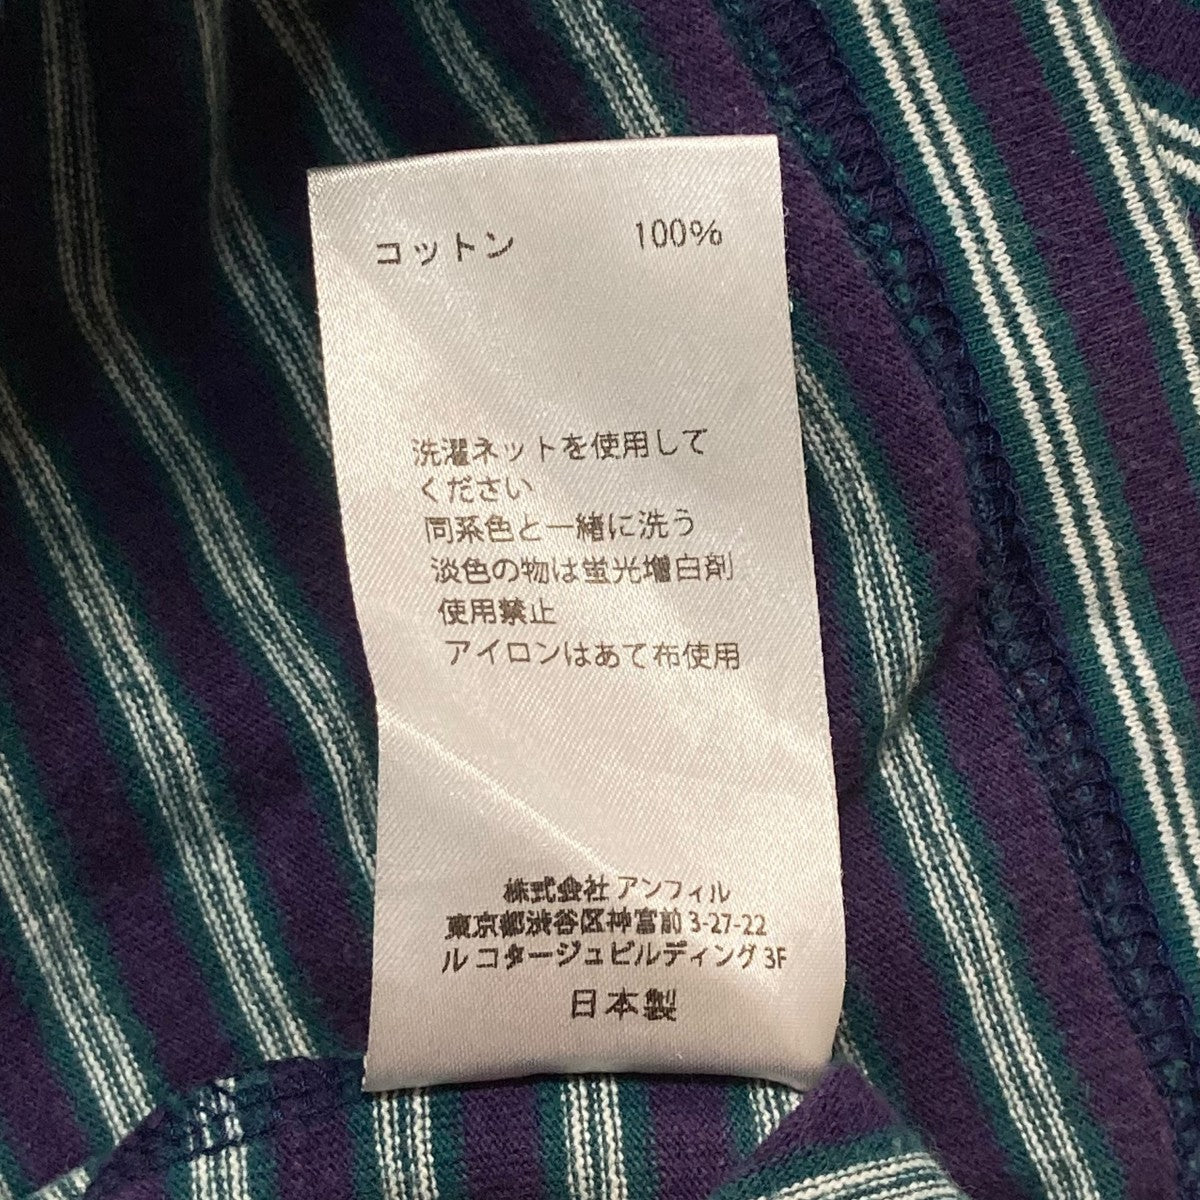 コットン 100%
洗濯ネットを使用して
ください
同系色と一緒に洗う
淡色の物は蛍光増白剤
使用禁止
アイロンはあて布使用
株式会社 アンフィル
東京都渋谷区神宮前 3-27-22
ル コタージュビルディング 3F
日本製